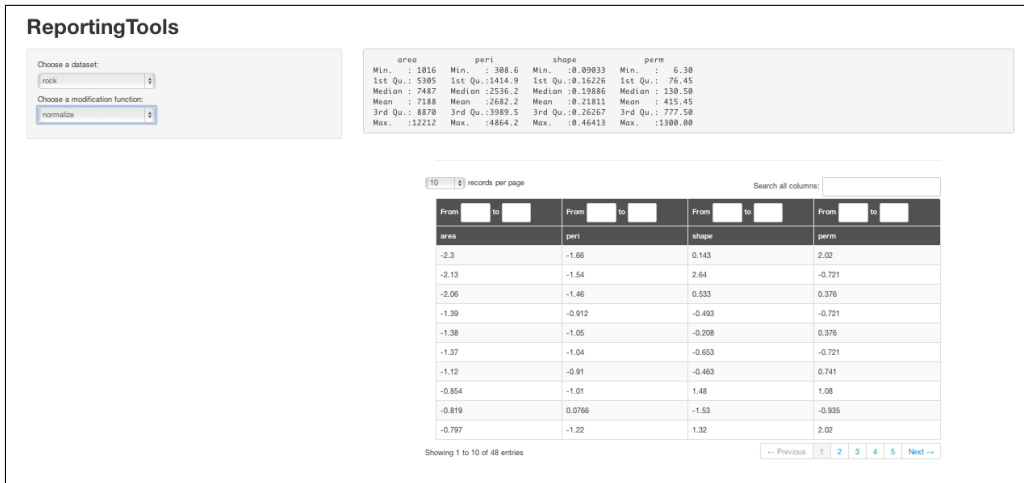 ReportingTools
Choose a dataset:
rock
Choose a modification function:
normalize
area peri shape perm
Min. : 1016 Min. : 308.6 Min. :0.09033 Min. : 6.30
1st Qu.: 5305 1st Qu.:1414.9 1st Qu.:0.16226 1st Qu.: 76.45
Median : 7487 Median :2536.2 Median :0.19886 Median : 130.50
Mean : 7188 Mean :2682.2 Mean :0.21811 Mean : 415.45
3rd Qu.: 8870 3rd Qu.:3989.5 3rd Qu.:0.26267 3rd Qu.: 777.50
Max. :12212 Max. :4864.2 Max. :0.46413 Max. :1300.00
10 records per page Search all columns:
From to From to From to From to
area peri shape perm
-2.3 -1.66 0.143 2.02
-2.13 -1.54 2.64 -0.721
-2.06 -1.46 0.533 0.376
-1.39 -0.912 -0.493 -0.721
-1.38 -1.05 -0.208 0.376
-1.37 -1.04 -0.653 -0.721
-1.12 -0.91 -0.463 0.741
-0.854 -1.01 1.48 1.08
-0.819 0.0766 -1.53 -0.935
-0.797 -1.22 1.32 2.02
Showing 1 to 10 of 48 entries ← Previous 1 2 3 4 5 Next →